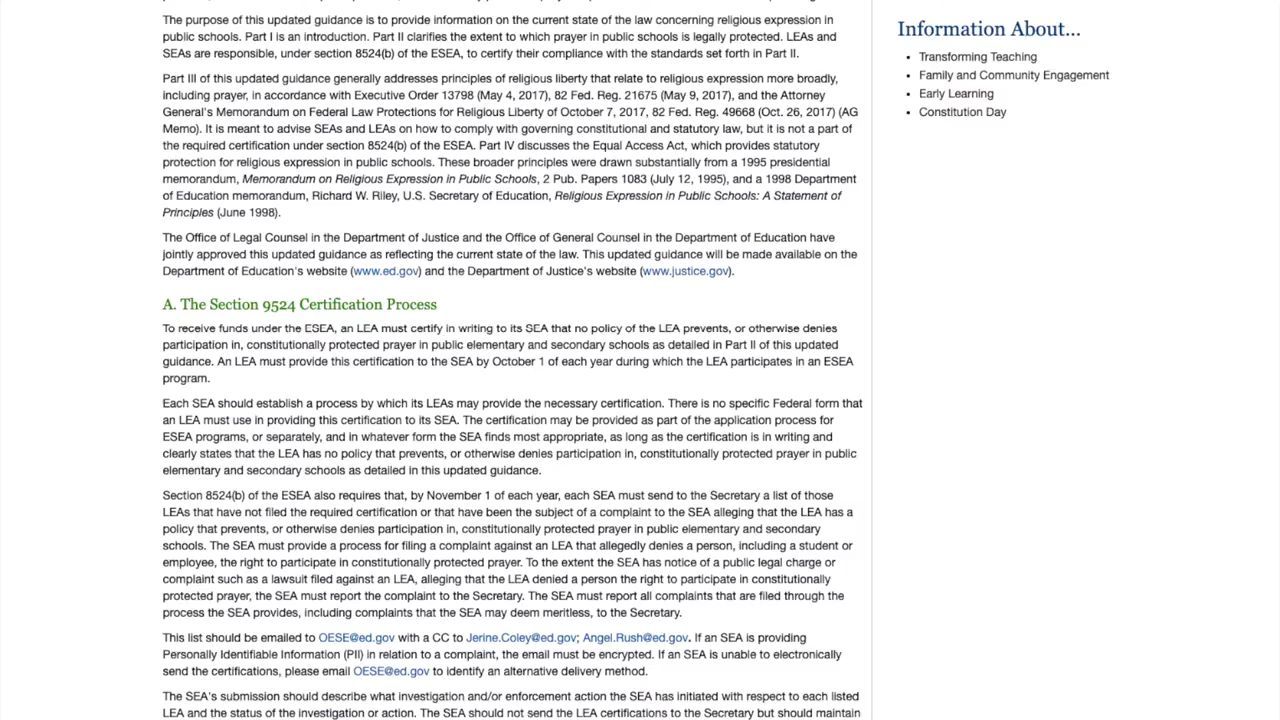 The purpose of this updated guidance is to provide information on the current state of the law concerning religious expression in
public schools. Part I is an introduction. Part II clarifies the extent to which prayer in public schools is legally protected. LEAs and
SEAs are responsible, under section 8524(b) of the ESEA, to certify their compliance with the standards set forth in Part II.
Part III of this updated guidance generally addresses principles of religious liberty that relate to religious expression more broadly,
including prayer, in accordance with Executive Order 13798 (May 4, 2017), 82 Fed. Reg. 21675 (May 9, 2017), and the Attorney
General's Memorandum on Federal Law Protections for Religious Liberty of October 7, 2017, 82 Fed. Reg. 49668 (Oct. 26, 2017) (AG
Memo). It is meant to advise SEAs and LEAs on how to comply with governing constitutional and statutory law, but it is not a part of
the required certification under section 8524(b) of the ESEA. Part IV discusses the Equal Access Act, which provides statutory
protection for religious expression in public schools. These broader principles were drawn substantially from a 1995 presidential
memorandum, Memorandum on Religious Expression in Public Schools, 2 Pub. Papers 1083 (July 12, 1995), and a 1998 Department
of Education memorandum, Richard W. Riley, U.S. Secretary of Education, Religious Expression in Public Schools: A Statement of
Principles (June 1998).
The Office of Legal Counsel in the Department of Justice and the Office of General Counsel in the Department of Education have
jointly approved this updated guidance as reflecting the current state of the law. This updated guidance will be made available on the
Department of Education's website (www.ed.gov) and the Department of Justice's website (www.justice.gov).
A. The Section 9524 Certification Process
To receive funds under the ESEA, an LEA must certify in writing to its SEA that no policy of the LEA prevents, or otherwise denies
participation in, constitutionally protected prayer in public elementary and secondary schools as detailed in Part II of this updated
guidance. An LEA must provide this certification to the SEA by October 1 of each year during which the LEA participates in an ESEA
program.
Each SEA should establish a process by which its LEAs may provide the necessary certification. There is no specific Federal form that
an LEA must use in providing this certification to its SEA. The certification may be provided as part of the application process for
ESEA programs, or separately, and in whatever form the SEA finds most appropriate, as long as the certification is in writing and
clearly states that the LEA has no policy that prevents, or otherwise denies participation in, constitutionally protected prayer in public
elementary and secondary schools as detailed in this updated guidance.
Section 8524(b) of the ESEA also requires that, by November 1 of each year, each SEA must send to the Secretary a list of those
LEAs that have not filed the required certification or that have been the subject of a complaint to the SEA alleging that the LEA has a
policy that prevents, or otherwise denies participation in, constitutionally protected prayer in public elementary and secondary
schools. The SEA must provide a process for filing a complaint against an LEA that allegedly denies a person, including a student or
employee, the right to participate in constitutionally protected prayer. To the extent the SEA has notice of a public legal charge or
complaint such as a lawsuit filed against an LEA, alleging that the LEA denied a person the right to participate in constitutionally
protected prayer, the SEA must report the complaint to the Secretary. The SEA must report all complaints that are filed through the
process the SEA provides, including complaints that the SEA may deem meritless, to the Secretary.
This list should be emailed to OESE@ed.gov with a CC to Jerine.Coley@ed.gov; Angel.Rush@ed.gov. If an SEA is providing
Personally Identifiable Information (PII) in relation to a complaint, the email must be encrypted. If an SEA is unable to electronically
send the certifications, please email OESE@ed.gov to identify an alternative delivery method.
The SEA's submission should describe what investigation and/or enforcement action the SEA has initiated with respect to each listed
LEA and the status of the investigation or action. The SEA should not send the LEA certifications to the Secretary but should maintain
Information About...
Transforming Teaching
Family and Community Engagement
Early Learning
Constitution Day